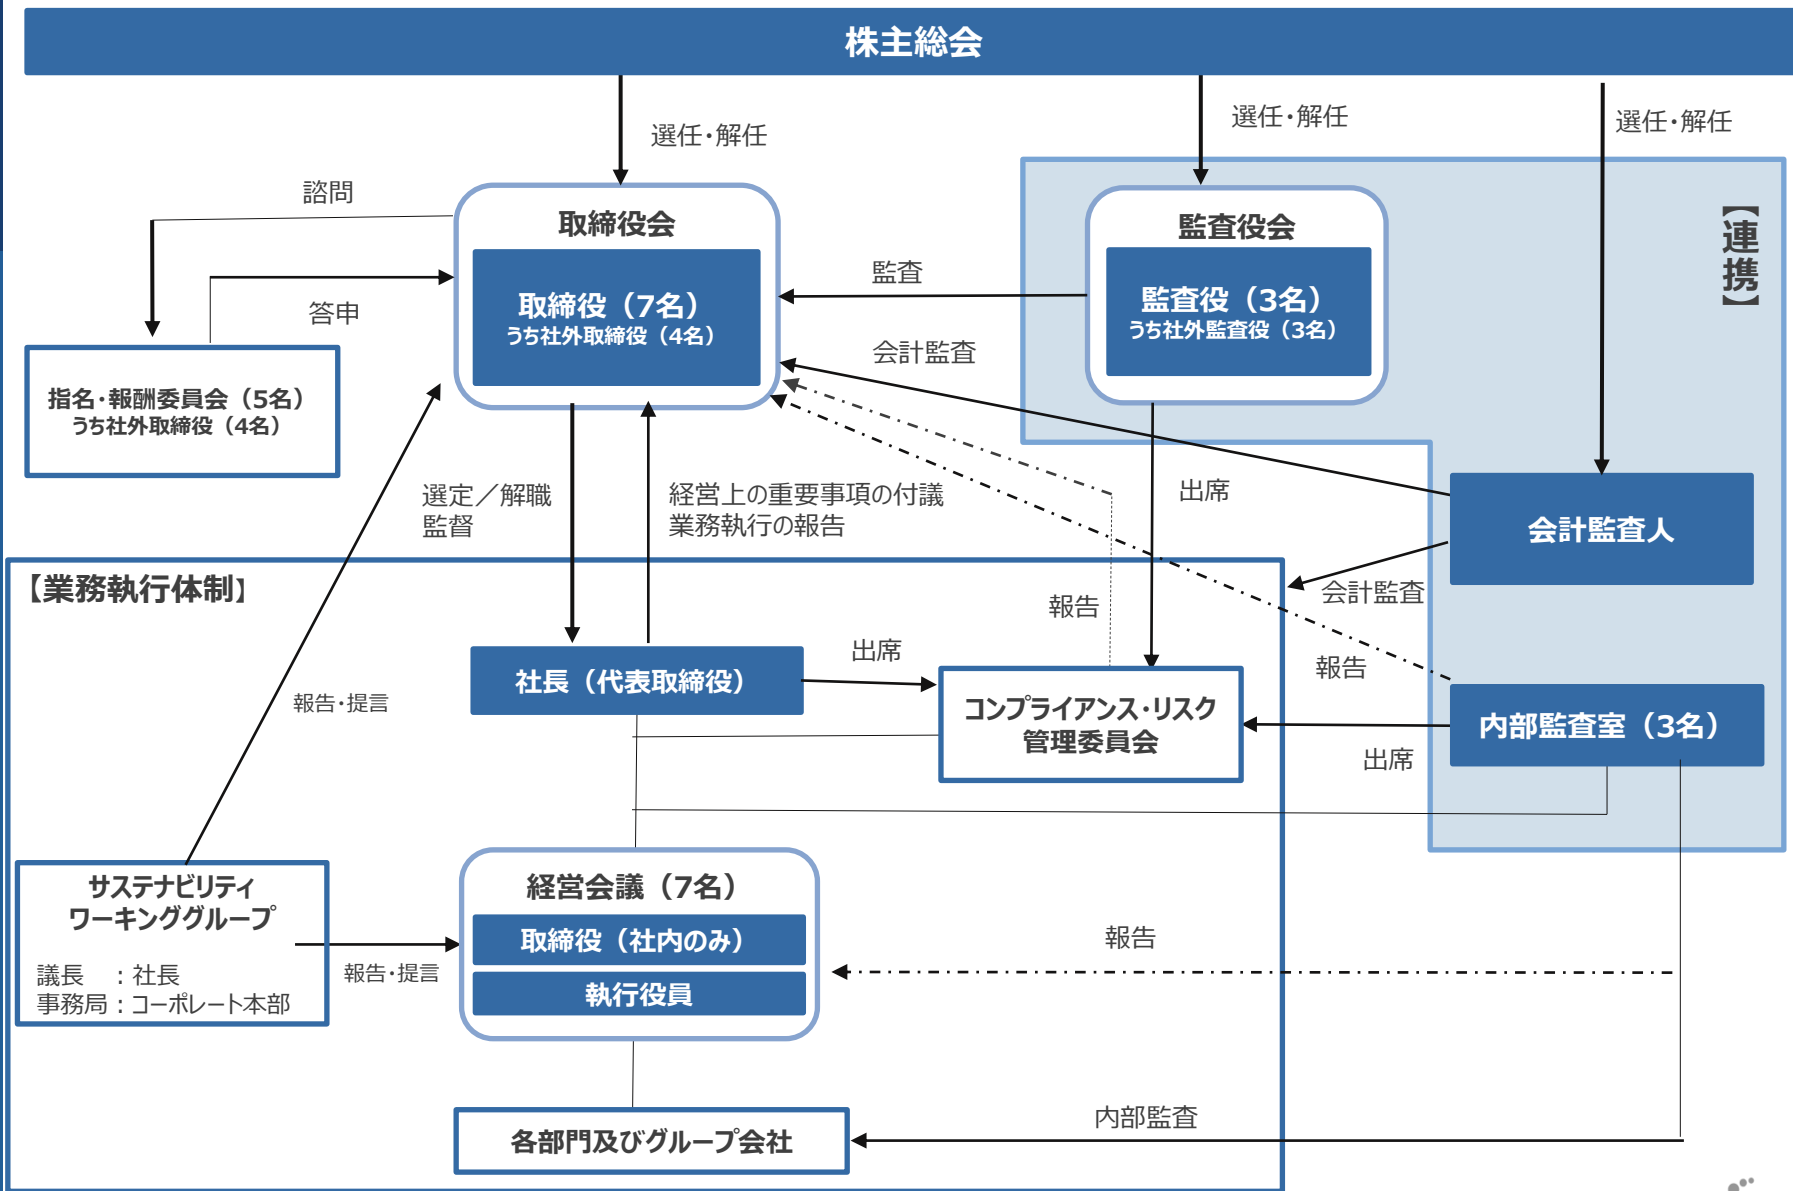 株主総会
選任・解任
選任・解任
選任・解任
諮問
答申
取締役会
取締役（7名）
うち社外取締役（4名）
監査
会計監査
監査役会
監査役（3名）
うち社外監査役（3名）
【連携】
指名・報酬委員会（5名）
うち社外取締役（4名）
選定／解職
監督
経営上の重要事項の付議
業務執行の報告
出席
会計監査人
会計監査
【業務執行体制】
報告
報告
社長（代表取締役）
出席
コンプライアンス・リスク
管理委員会
内部監査室（3名）
出席
報告・提言
サステナビリティ
ワーキンググループ
議長　：社長
事務局：コーポレート本部
報告・提言
経営会議（7名）
取締役（社内のみ）
執行役員
報告
各部門及びグループ会社
内部監査